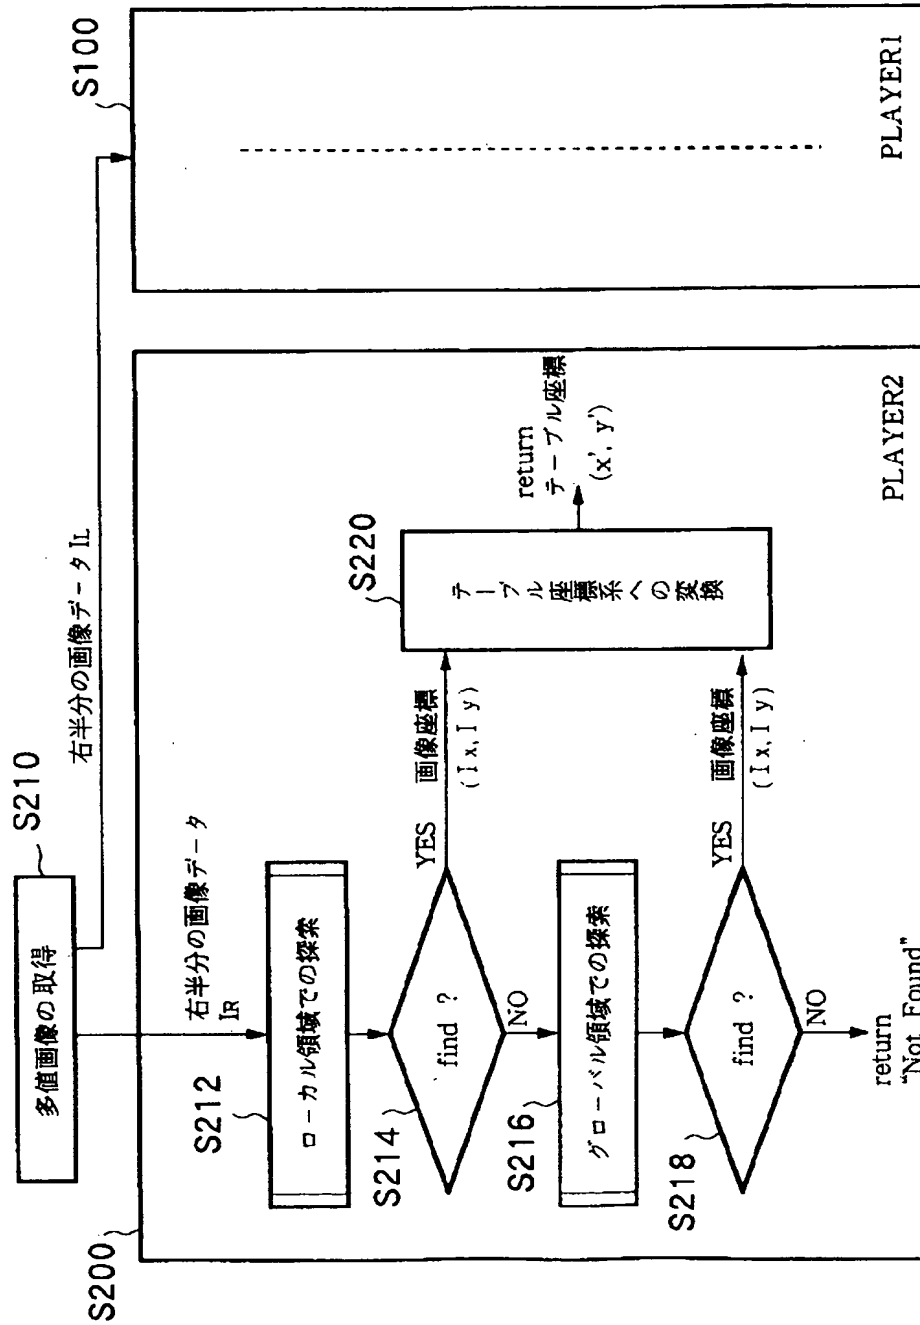 多値画像の取得
S210
右半分の画像データ IL
S100
S200
右半分の画像データ
IR
S212
ローカル領域での探索
S214
find ?
YES
画像座標
(Ix, Iy)
NO
S216
グローバル領域での探索
S218
find ?
YES
画像座標
(Ix, Iy)
NO
return
"Not Found"
S220
テーブル座標系への変換
return
テーブル座標
(x', y')
PLAYER2
PLAYER1